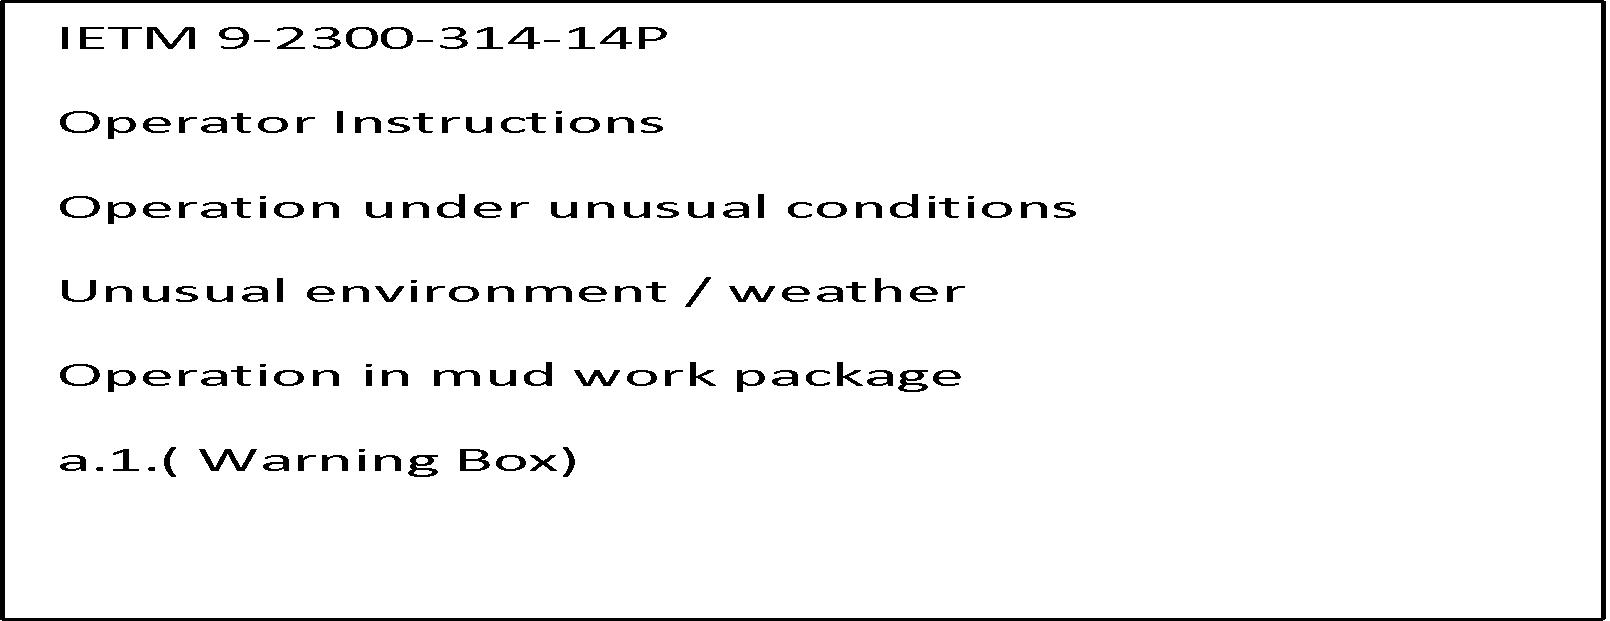 IETM 9-2300-314-14P
Operator Instructions
Operation under unusual conditions
Unusual environment / weather
Operation in mud work package
a.1.( Warning Box)